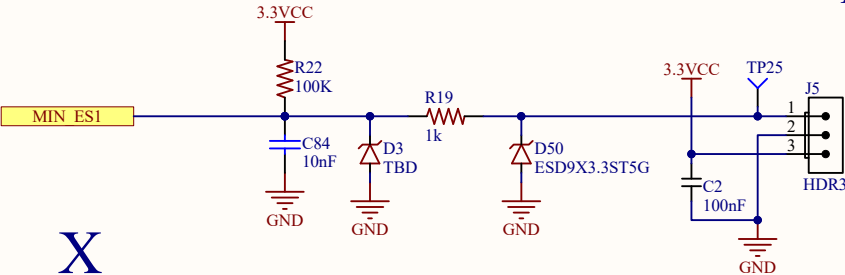 3.3VCC
R22
100K
3.3VCC
TP25
J5
R19
1
MIN_ES1
2
1k
C84
D3
D50
3
10nF
TBD
ESD9X3.3ST5G
C2
HDR3
100nF
GND
GND
GND
GND
X